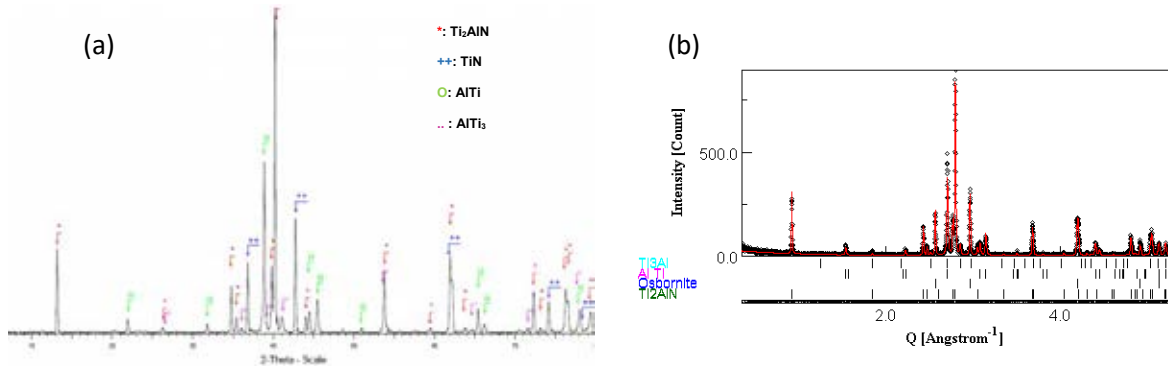 (a)
*: Ti₂AlN
++: TiN
O: AlTi
..: AlTi₃
++
++
++
++
2-Theta - Scale
(b)
Intensity [Count]
500.0
0.0
Ti3Al
Al Ti
Osbornite
Ti2AlN
2.0
4.0
Q [Angstrom⁻¹]